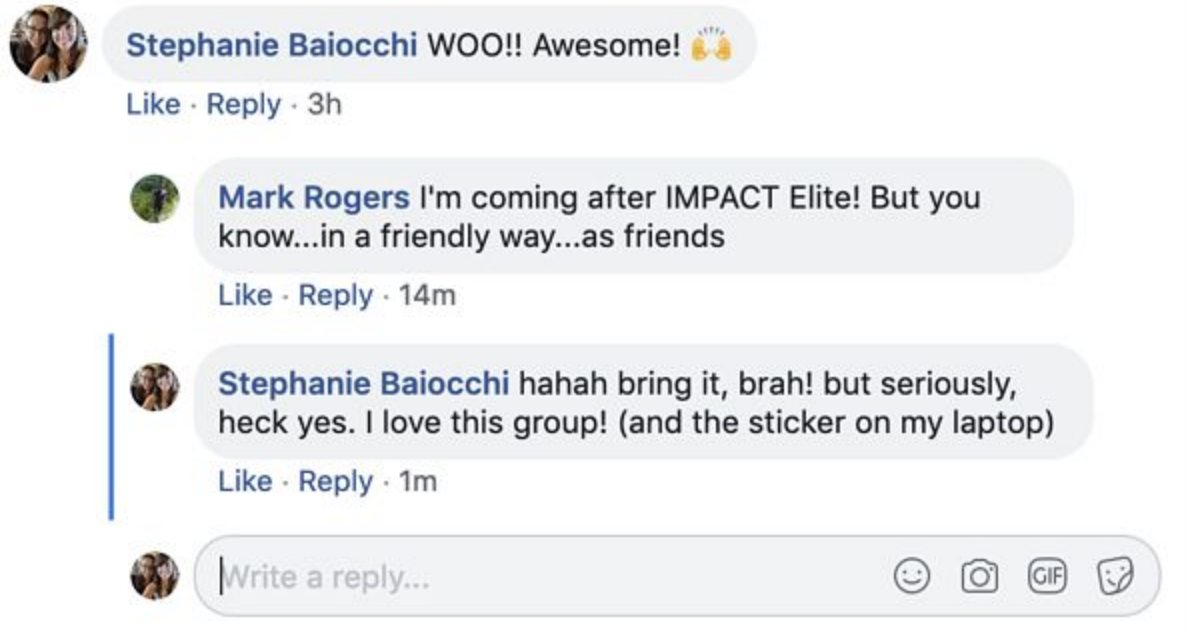 Stephanie Baiocchi WOO!! Awesome! 🙌
Like · Reply · 3h
Mark Rogers I'm coming after IMPACT Elite! But you
know...in a friendly way...as friends
Like · Reply · 14m
Stephanie Baiocchi hahah bring it, brah! but seriously,
heck yes. I love this group! (and the sticker on my laptop)
Like · Reply · 1m
Write a reply...
GIF